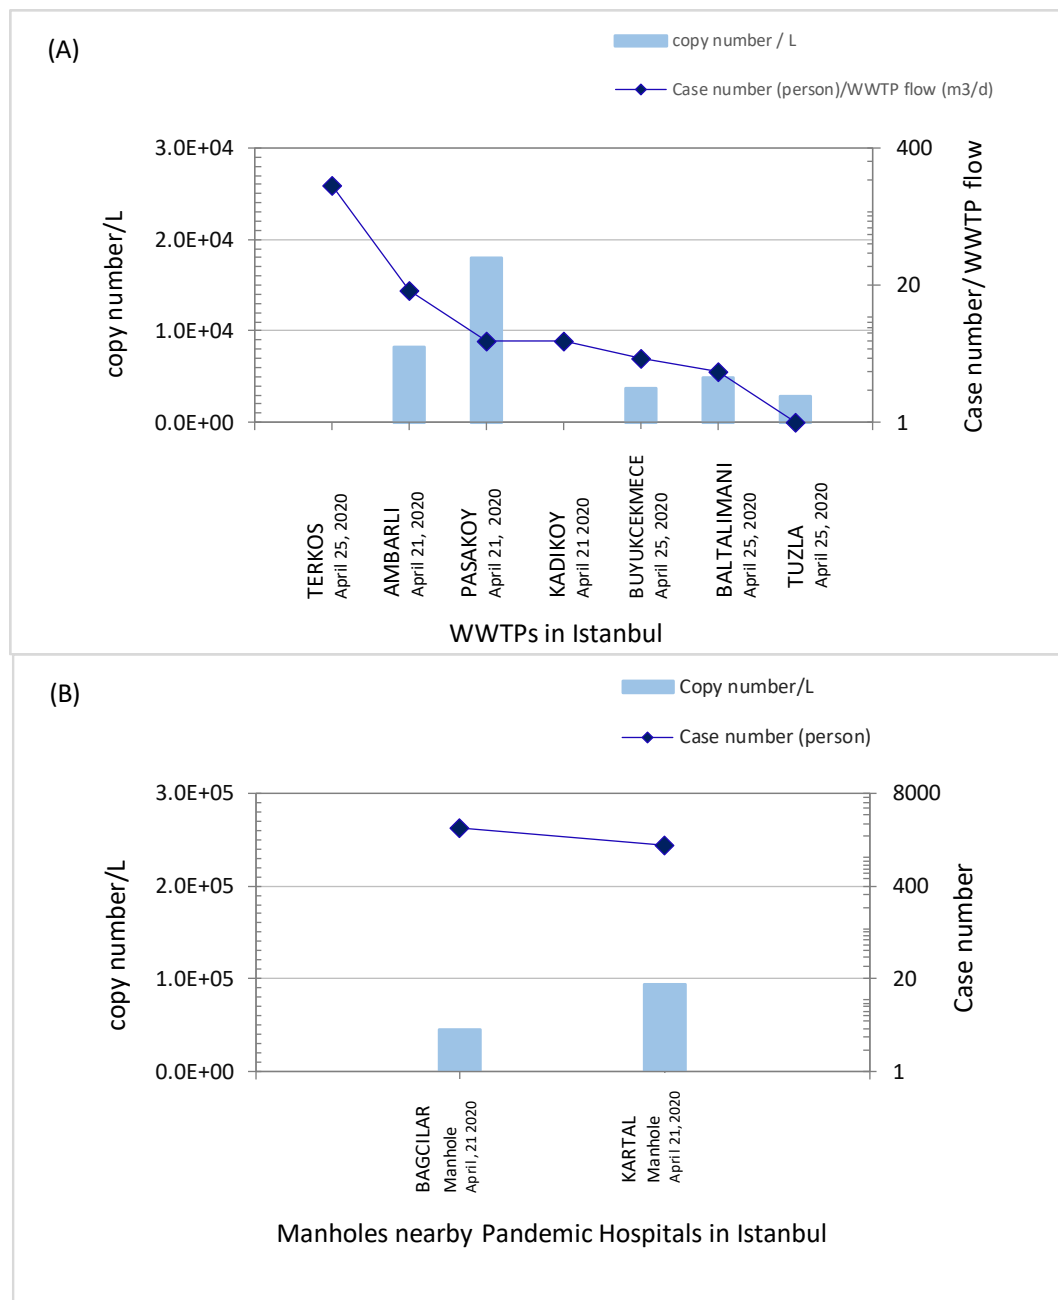 (A)
copy number / L
Case number (person)/WWTP flow (m3/d)
3.0E+04
2.0E+04
1.0E+04
0.0E+00
copy number/L
400
20
1
Case number/ WWTP flow
TERKOS
April 25, 2020
AMBARLI
April 21, 2020
PASAKOY
April 21, 2020
KADIKOY
April 21 2020
BUYUKCEKMECE
April 25, 2020
BALTALIMANI
April 25, 2020
TUZLA
April 25, 2020
WWTPs in Istanbul
(B)
Copy number/L
Case number (person)
3.0E+05
2.0E+05
1.0E+05
0.0E+00
copy number/L
8000
400
20
1
Case number
BAGCILAR
Manhole
April, 21 2020
KARTAL
Manhole
April 21, 2020
Manholes nearby Pandemic Hospitals in Istanbul